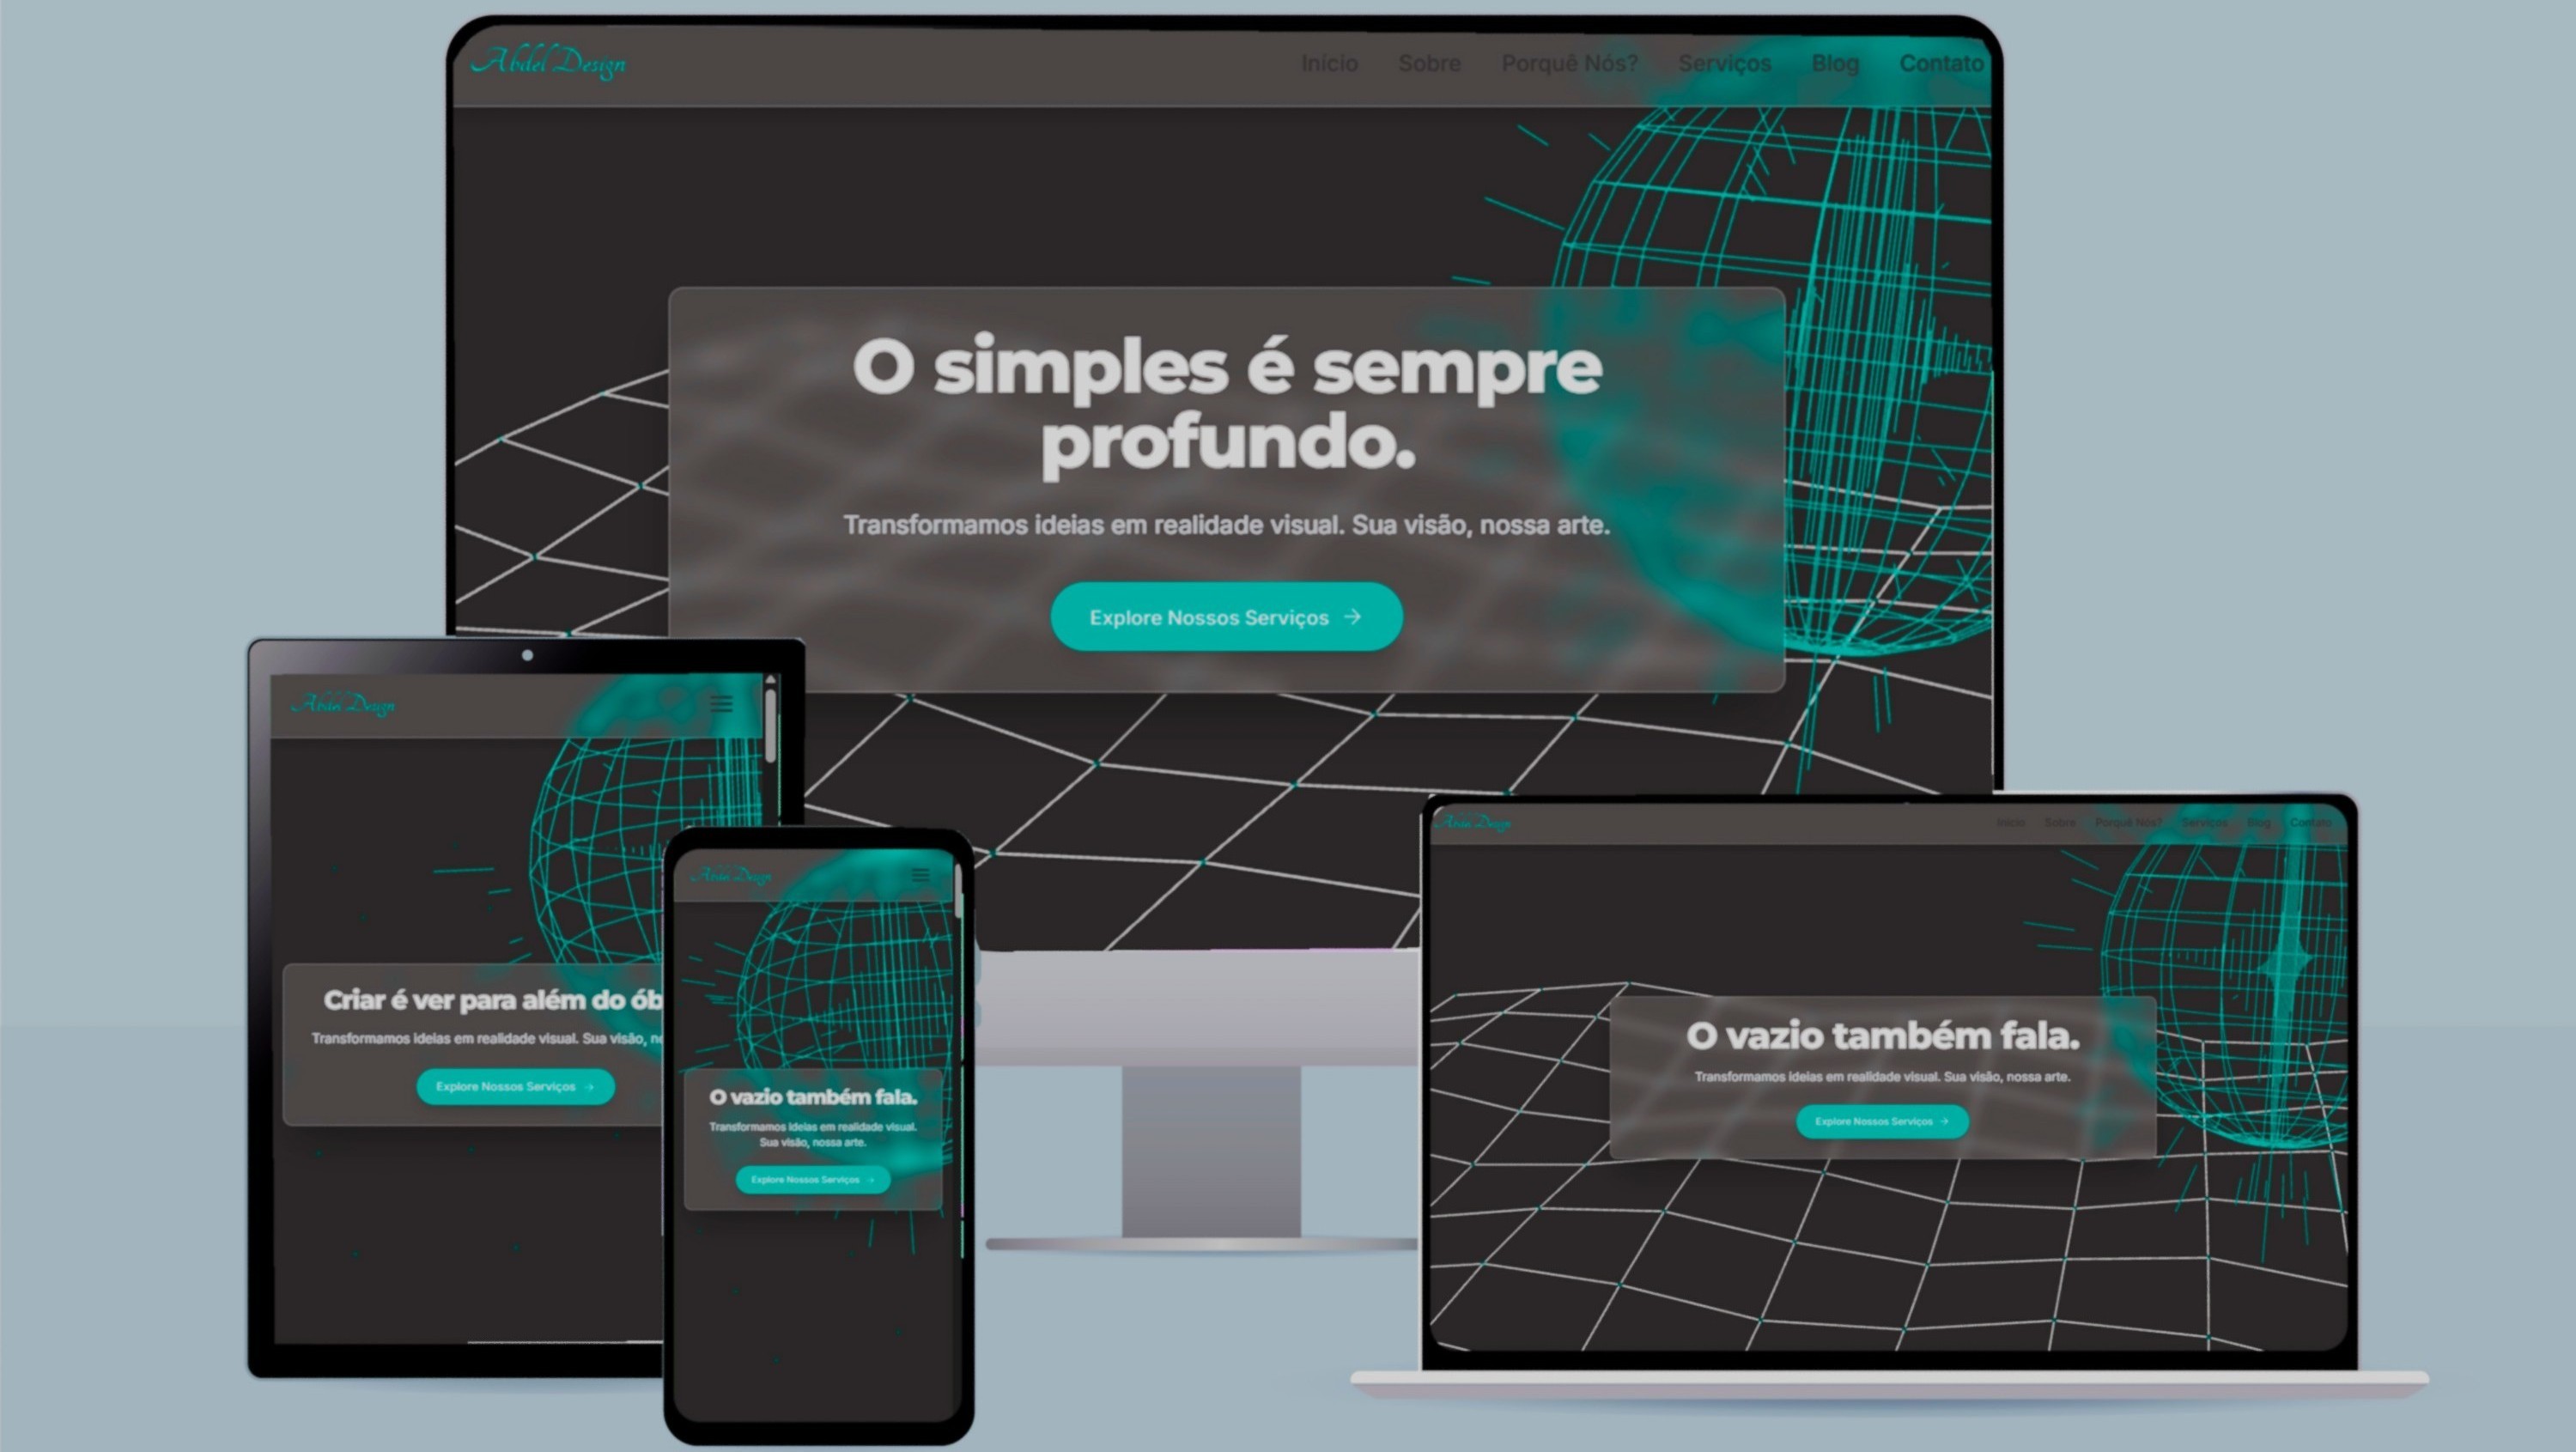 Abdel Design
Início Sobre Porquê Nós? Serviços Blog Contato
O simples é sempre
profundo.
Transformamos ideias em realidade visual. Sua visão, nossa arte.
Explore Nossos Serviços →
Abdel Design
Criar é ver para além do ób
Transformamos ideias em realidade visual. Sua visão, no
Explore Nossos Serviços →
Abdel Design
O vazio também fala.
Transformamos ideias em realidade visual.
Sua visão, nossa arte.
Explore Nossos Serviços →
Abdel Design
Início Sobre Porquê Nós? Serviços Blog Contato
O vazio também fala.
Transformamos ideias em realidade visual. Sua visão, nossa arte.
Explore Nossos Serviços →